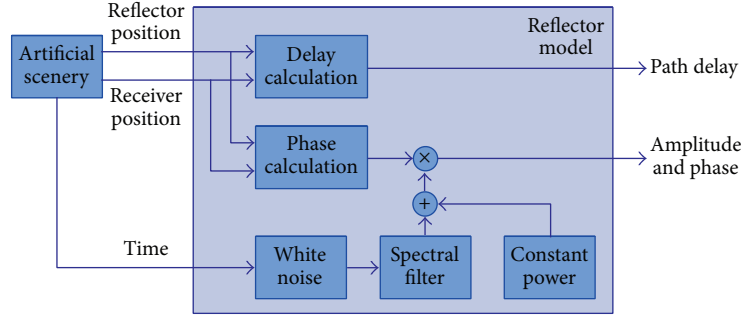 Reflector
position
Artificial
scenery
Receiver
position
Time
Reflector
model
Delay
calculation
Path delay
Phase
calculation
×
Amplitude
and phase
+
White
noise
Spectral
filter
Constant
power